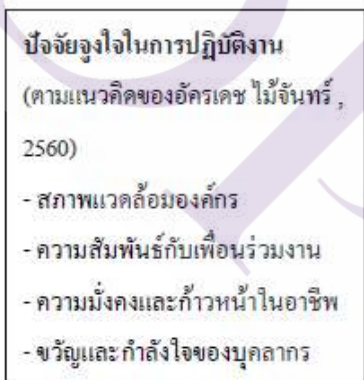 ปัจจัยจูงใจในการปฏิบัติงาน
(ตามแนวคิดของอัครเดช ไม้จันทร์ ,
2560)
- สภาพแวดล้อมองค์กร
- ความสัมพันธ์กับเพื่อนร่วมงาน
- ความมั่งคงและก้าวหน้าในอาชีพ
- ขวัญและกำลังใจของบุคลากร